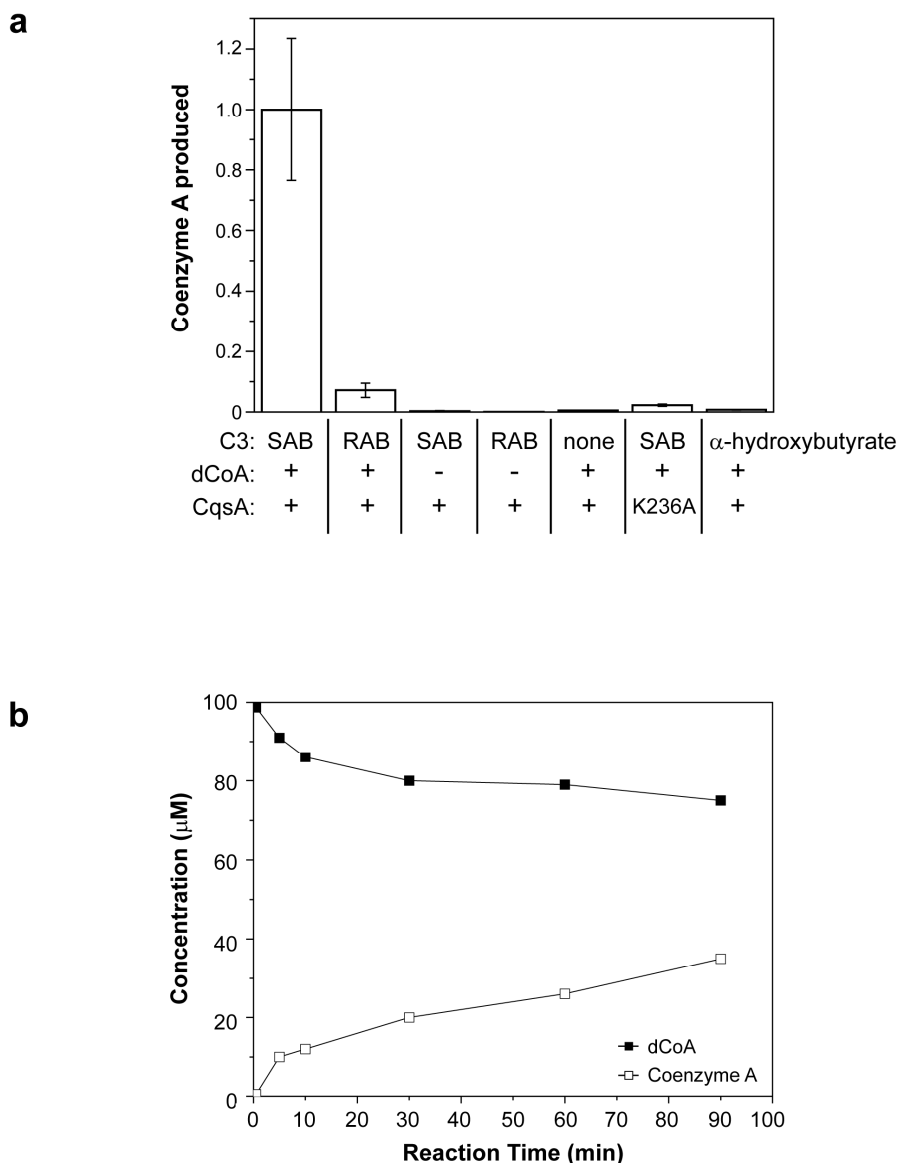 a
Coenzyme A produced
1.2
1.0
0.8
0.6
0.4
0.2
0
C3: SAB RAB SAB RAB none SAB α-hydroxybutyrate
dCoA: + + - - + + +
CqsA: + + + + + K236A +
b
Concentration (μM)
100
80
60
40
20
0
dCoA
Coenzyme A
0 10 20 30 40 50 60 70 80 90 100
Reaction Time (min)